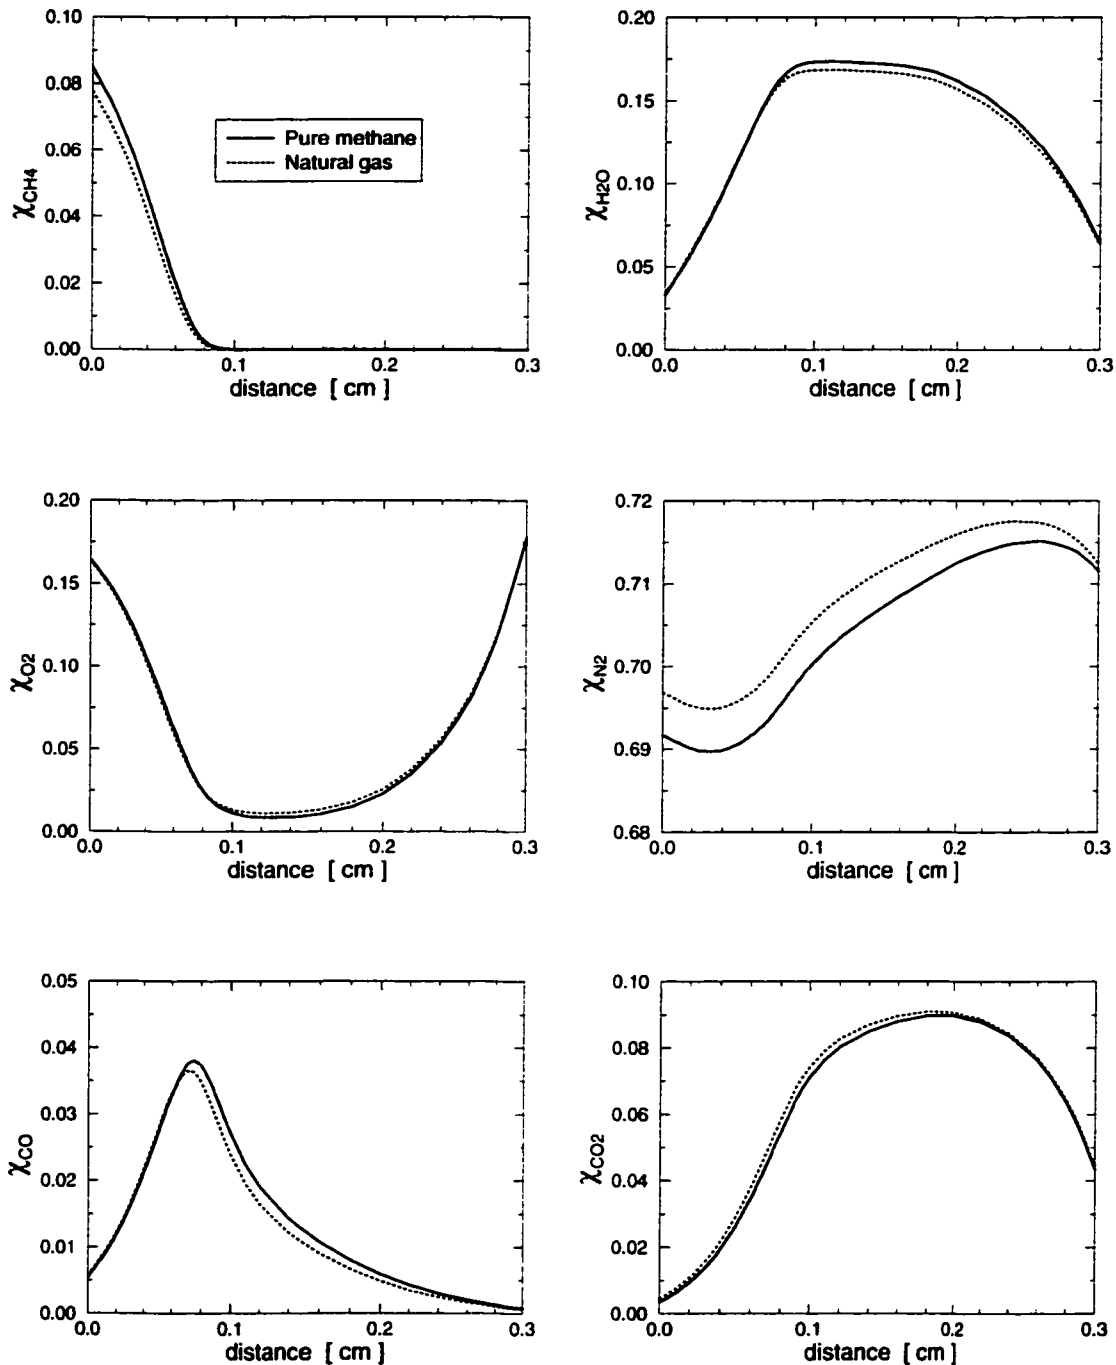 0.10
0.08
0.06
0.04
0.02
0.00
χCH4
Pure methane
Natural gas
0.0 0.1 0.2 0.3
distance [ cm ]
0.20
0.15
0.10
0.05
0.00
χH2O
0.0 0.1 0.2 0.3
distance [ cm ]
0.20
0.15
0.10
0.05
0.00
χO2
0.0 0.1 0.2 0.3
distance [ cm ]
0.72
0.71
0.70
0.69
0.68
χN2
0.0 0.1 0.2 0.3
distance [ cm ]
0.05
0.04
0.03
0.02
0.01
0.00
χCO
0.0 0.1 0.2 0.3
distance [ cm ]
0.10
0.08
0.06
0.04
0.02
0.00
χCO2
0.0 0.1 0.2 0.3
distance [ cm ]